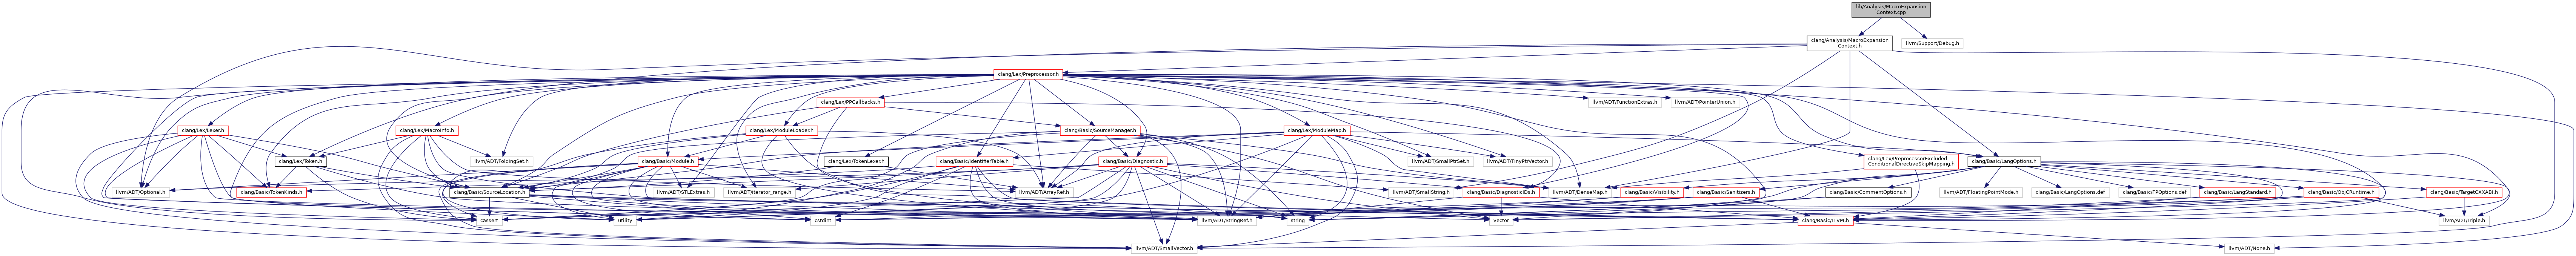 lib/Analysis/MacroExpansion
Context.cpp
clang/Analysis/MacroExpansion
Context.h
llvm/Support/Debug.h
clang/Lex/Preprocessor.h
clang/Lex/PPCallbacks.h
llvm/ADT/FunctionExtras.h
llvm/ADT/PointerUnion.h
clang/Lex/Lexer.h
clang/Lex/MacroInfo.h
clang/Lex/ModuleLoader.h
clang/Basic/SourceManager.h
clang/Lex/ModuleMap.h
clang/Lex/Token.h
llvm/ADT/FoldingSet.h
clang/Basic/Module.h
clang/Lex/TokenLexer.h
clang/Basic/IdentifierTable.h
clang/Basic/Diagnostic.h
llvm/ADT/SmallPtrSet.h
llvm/ADT/TinyPtrVector.h
clang/Lex/PreprocessorExcluded
ConditionalDirectiveSkipMapping.h
clang/Basic/LangOptions.h
llvm/ADT/Optional.h
clang/Basic/TokenKinds.h
clang/Basic/SourceLocation.h
llvm/ADT/STLExtras.h
llvm/ADT/iterator_range.h
llvm/ADT/ArrayRef.h
llvm/ADT/SmallString.h
clang/Basic/DiagnosticIDs.h
llvm/ADT/DenseMap.h
clang/Basic/Visibility.h
clang/Basic/Sanitizers.h
clang/Basic/CommentOptions.h
llvm/ADT/FloatingPointMode.h
clang/Basic/LangOptions.def
clang/Basic/FPOptions.def
clang/Basic/LangStandard.h
clang/Basic/ObjCRuntime.h
clang/Basic/TargetCXXABI.h
cassert
utility
cstdint
llvm/ADT/StringRef.h
string
vector
clang/Basic/LLVM.h
llvm/ADT/Triple.h
llvm/ADT/SmallVector.h
llvm/ADT/None.h